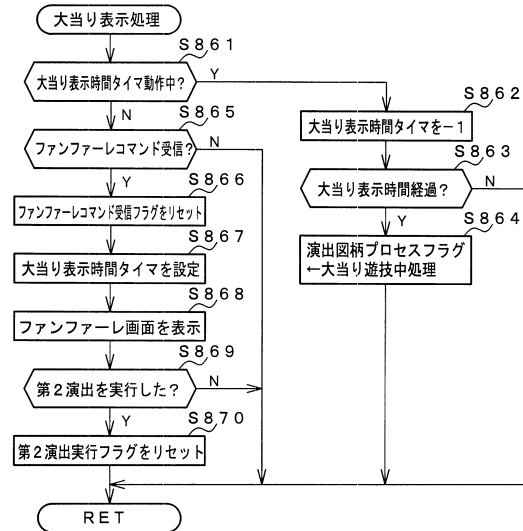 大当り表示処理
S861
大当り表示時間タイマ動作中?
Y
N
S862
大当り表示時間タイマを−1
S863
大当り表示時間経過?
N
Y
S864
演出図柄プロセスフラグ
←大当り遊技中処理
S865
ファンファーレコマンド受信?
N
Y
S866
ファンファーレコマンド受信フラグをリセット
S867
大当り表示時間タイマを設定
S868
ファンファーレ画面を表示
S869
第2演出を実行した?
N
Y
S870
第2演出実行フラグをリセット
RET